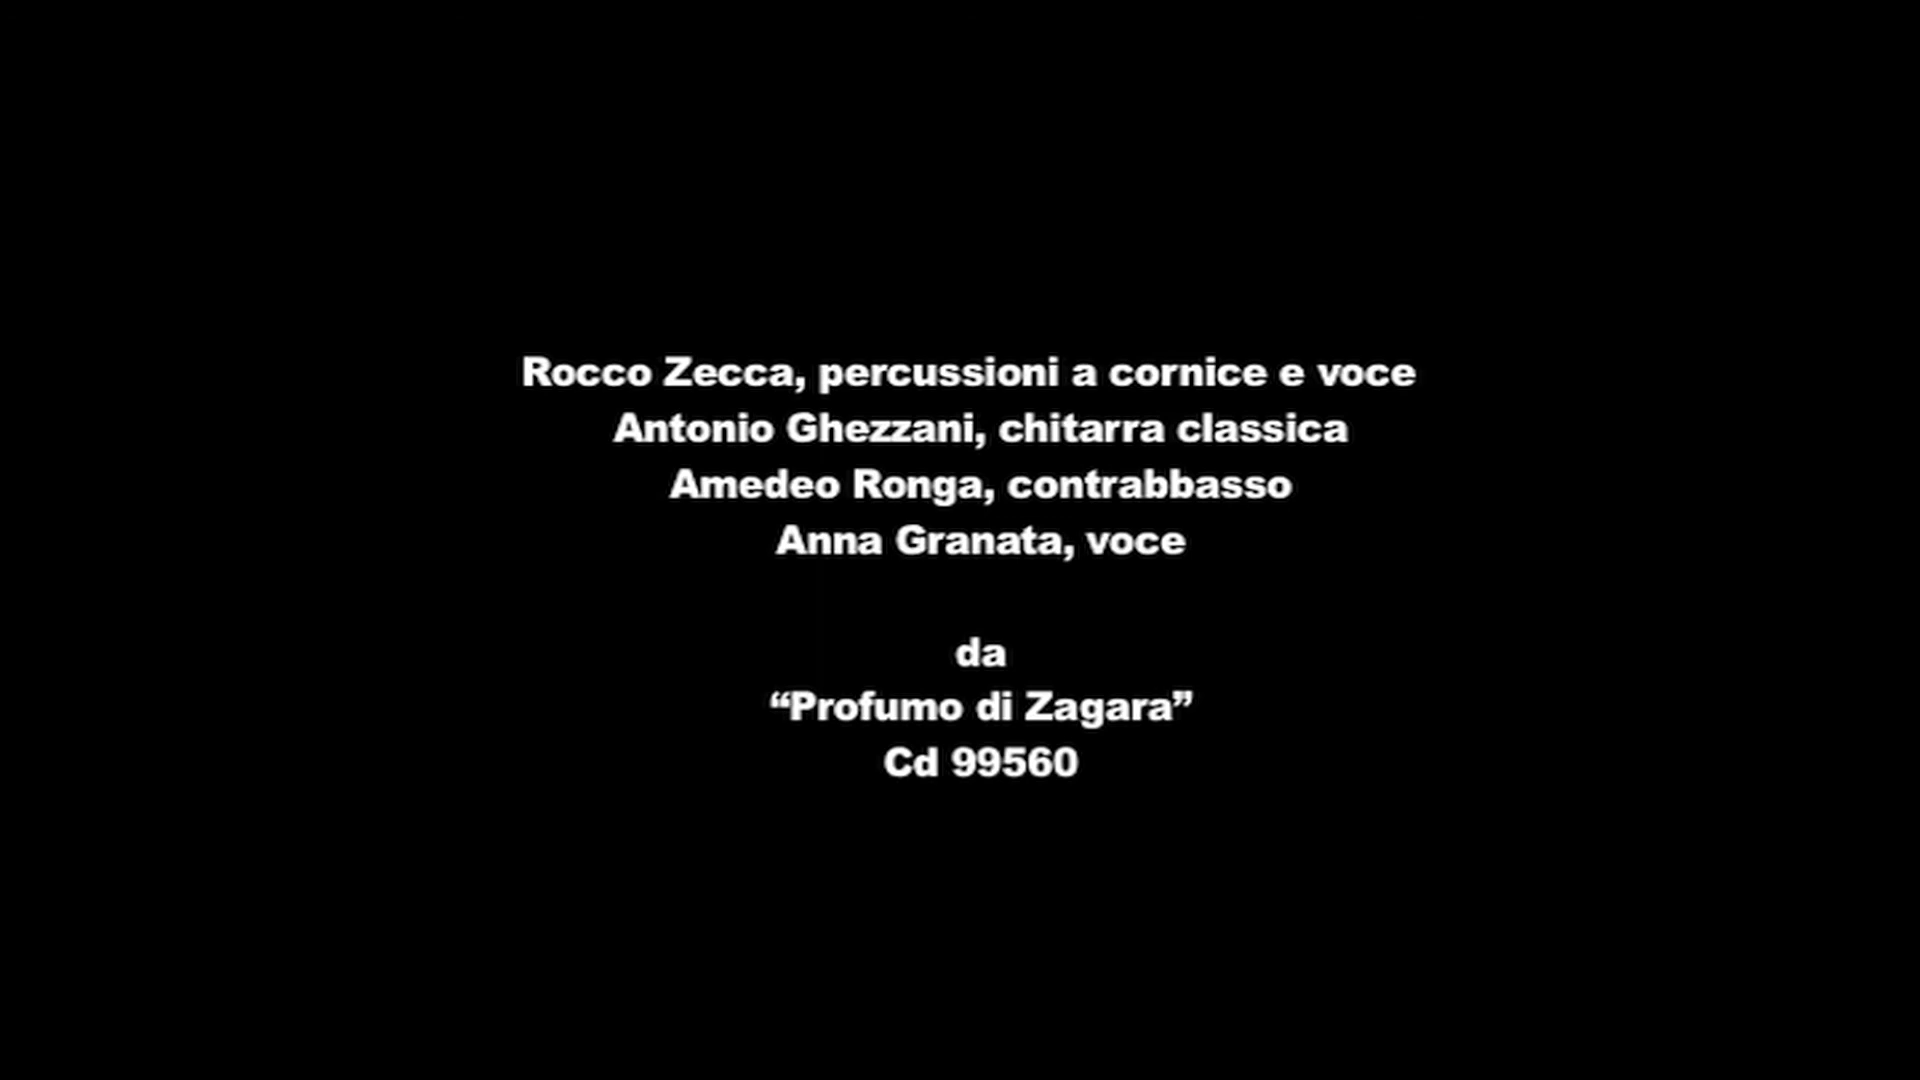 Rocco Zecca, percussioni a cornice e voce
Antonio Ghezzani, chitarra classica
Amedeo Ronga, contrabbasso
Anna Granata, voce
da
“Profumo di Zagara”
Cd 99560